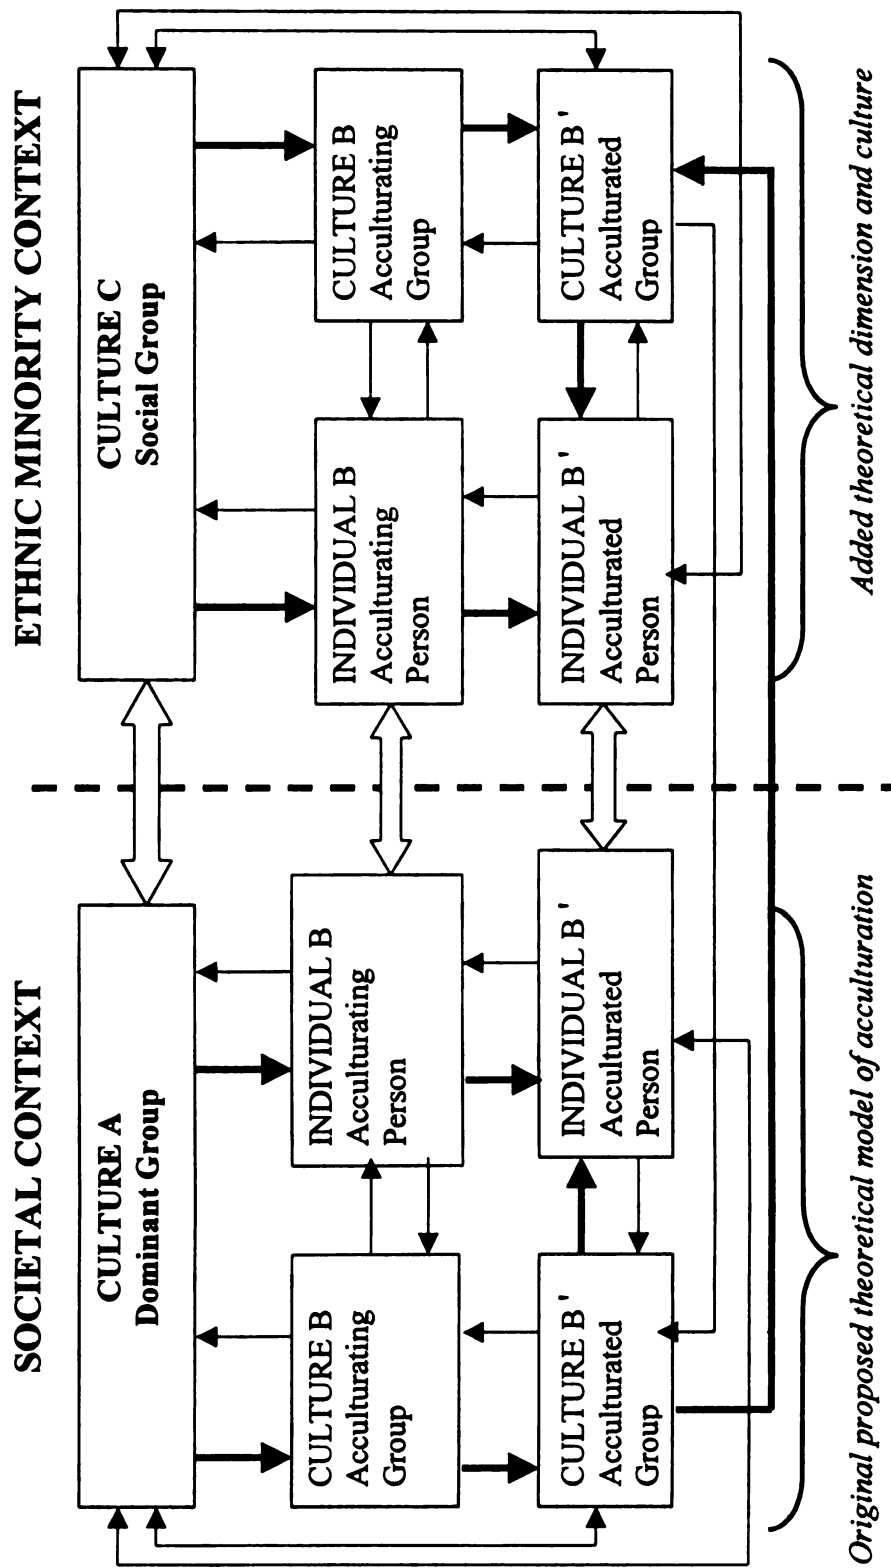 SOCIETAL CONTEXT
ETHNIC MINORITY CONTEXT
CULTURE A
Dominant Group
CULTURE C
Social Group
CULTURE B
Acculturating
Group
INDIVIDUAL B
Acculturating
Person
INDIVIDUAL B
Acculturating
Person
CULTURE B
Acculturating
Group
CULTURE B'
Acculturated
Group
INDIVIDUAL B'
Acculturated
Person
INDIVIDUAL B'
Acculturated
Person
CULTURE B'
Acculturated
Group
Original proposed theoretical model of acculturation
Added theoretical dimension and culture